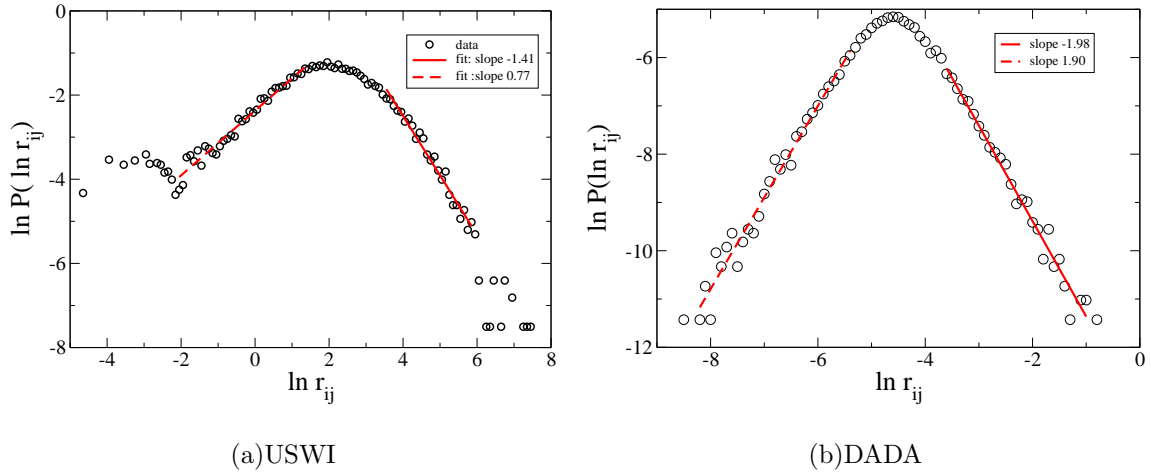 0
-2
-4
-6
-8
ln P( ln r_ij)
-4
-2
0
2
4
6
8
ln r_ij
data
fit: slope -1.41
fit :slope 0.77
(a)USWI
-6
-8
-10
-12
ln P(ln r_ij)
-8
-6
-4
-2
0
ln r_ij
slope -1.98
slope 1.90
(b)DADA